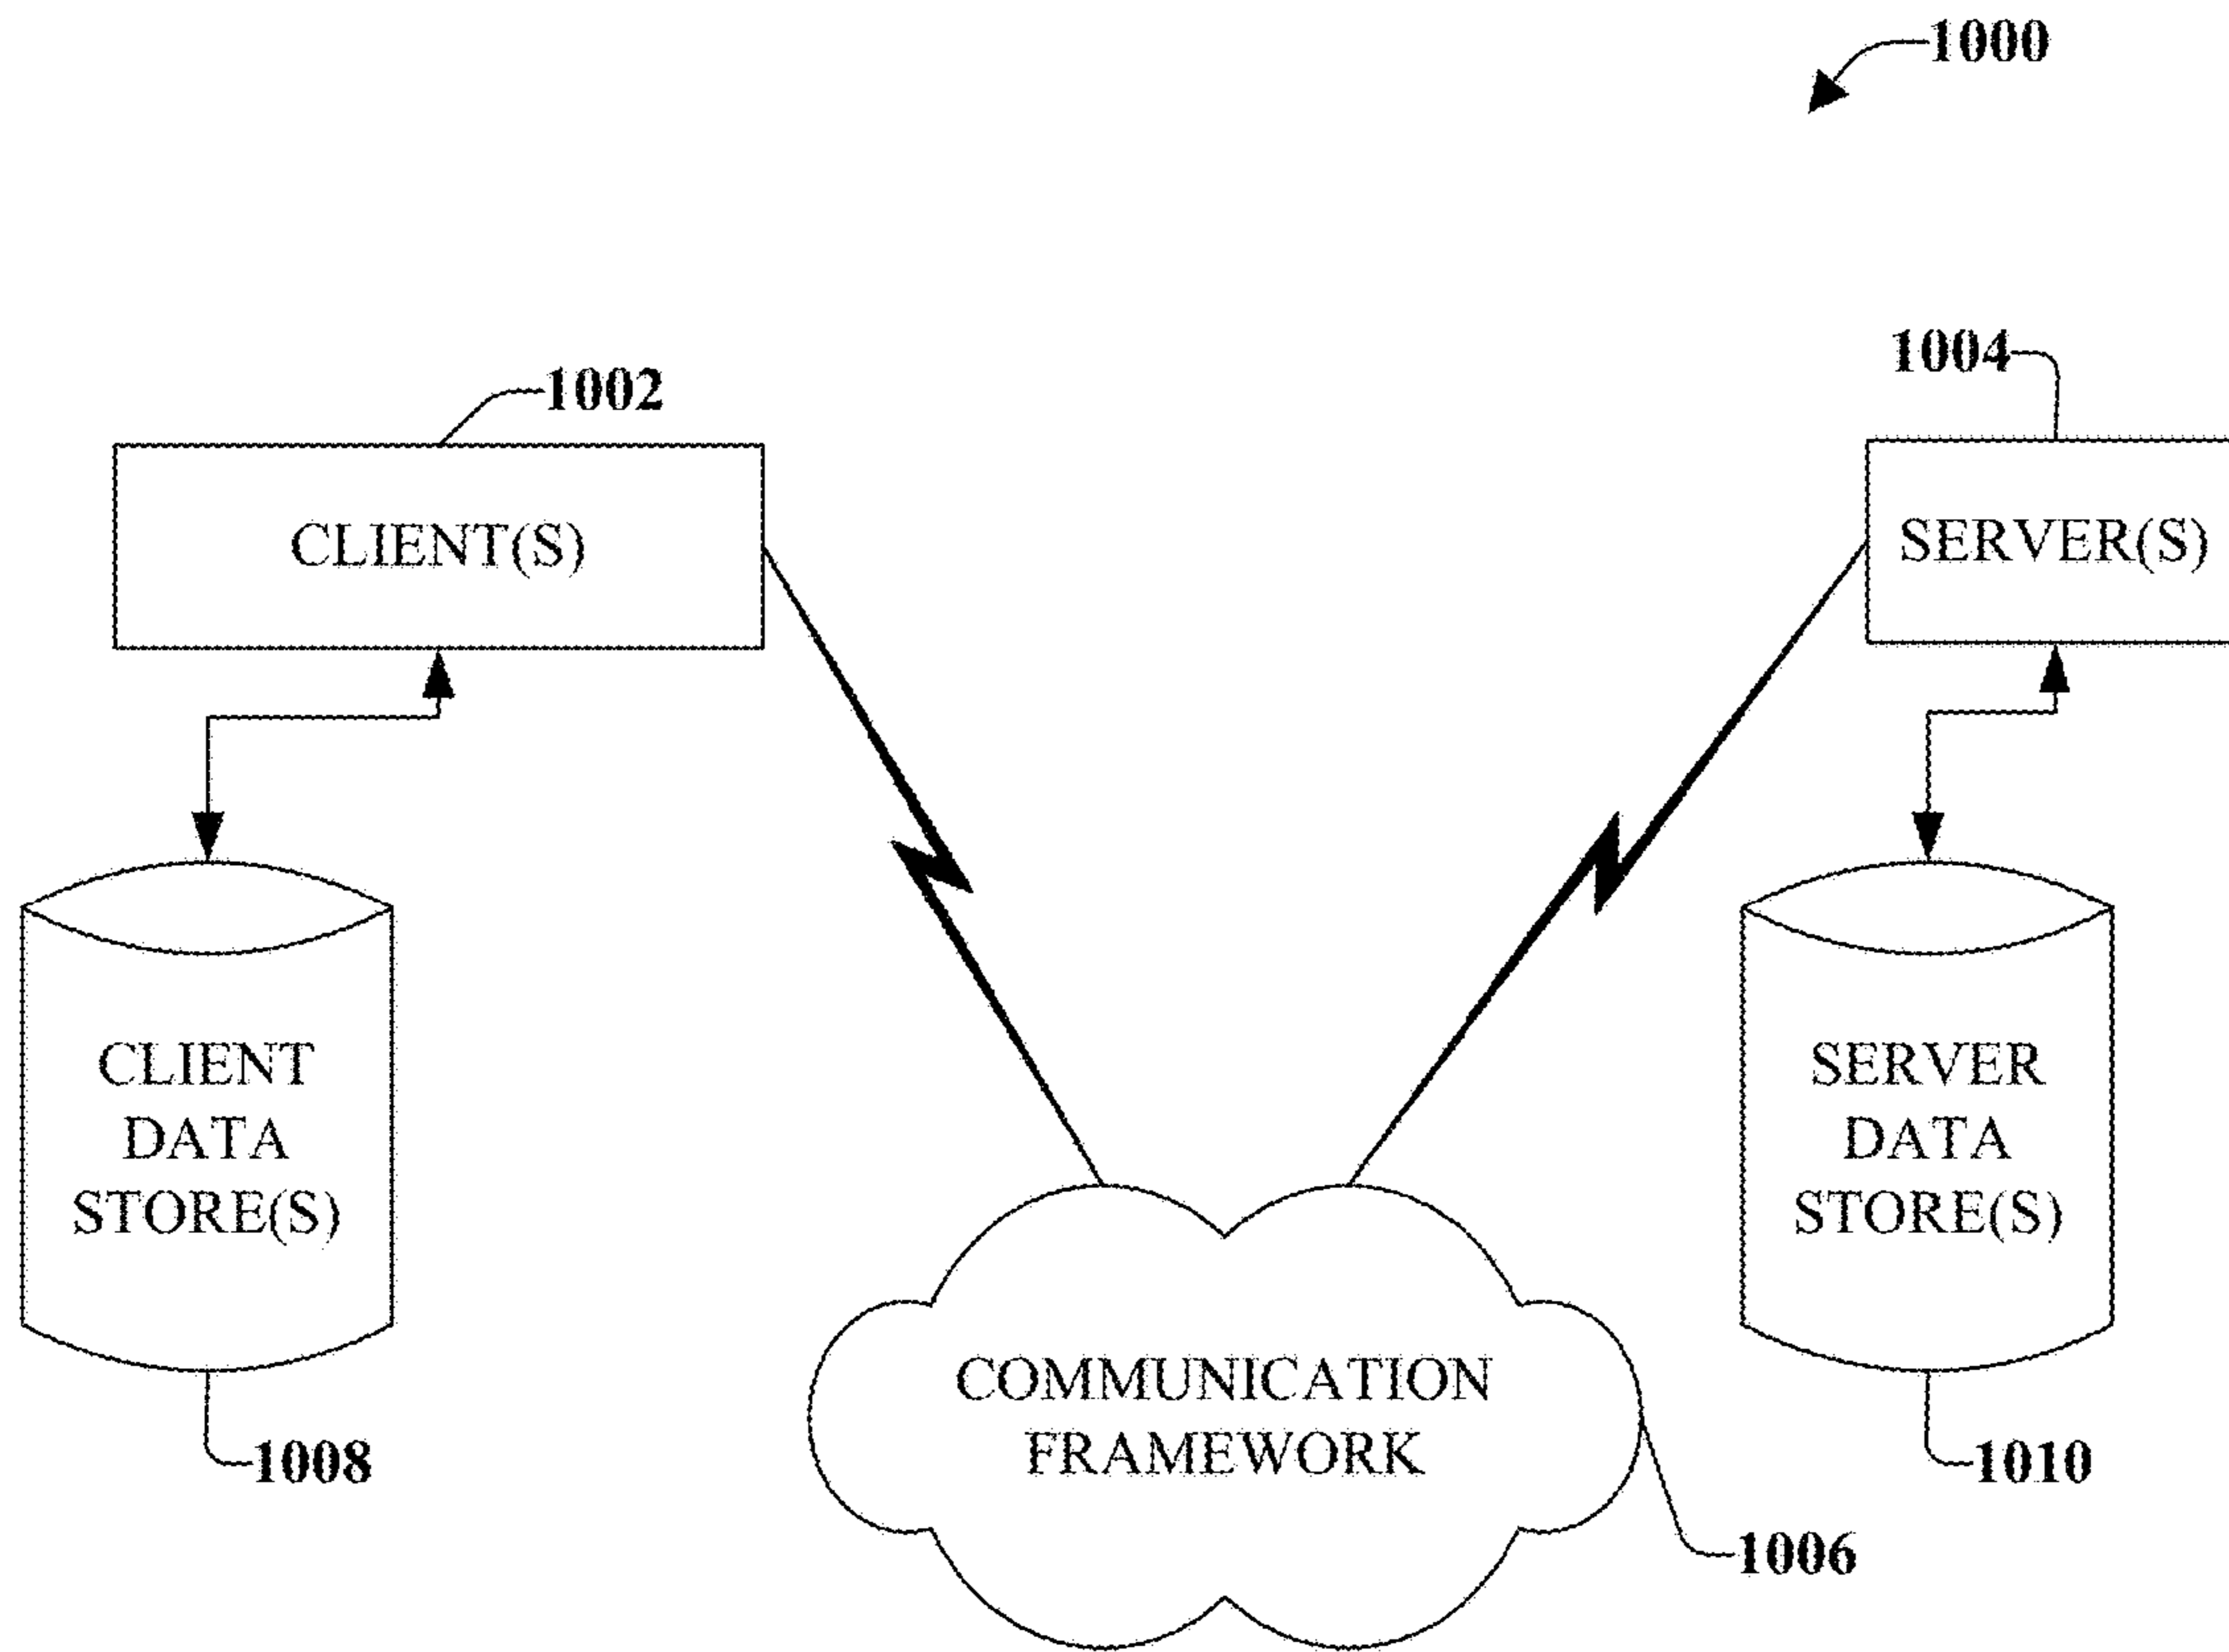 1000
1002
1004
CLIENT(S)
SERVER(S)
CLIENT
DATA
STORE(S)
SERVER
DATA
STORE(S)
COMMUNICATION
FRAMEWORK
1008
1010
1006